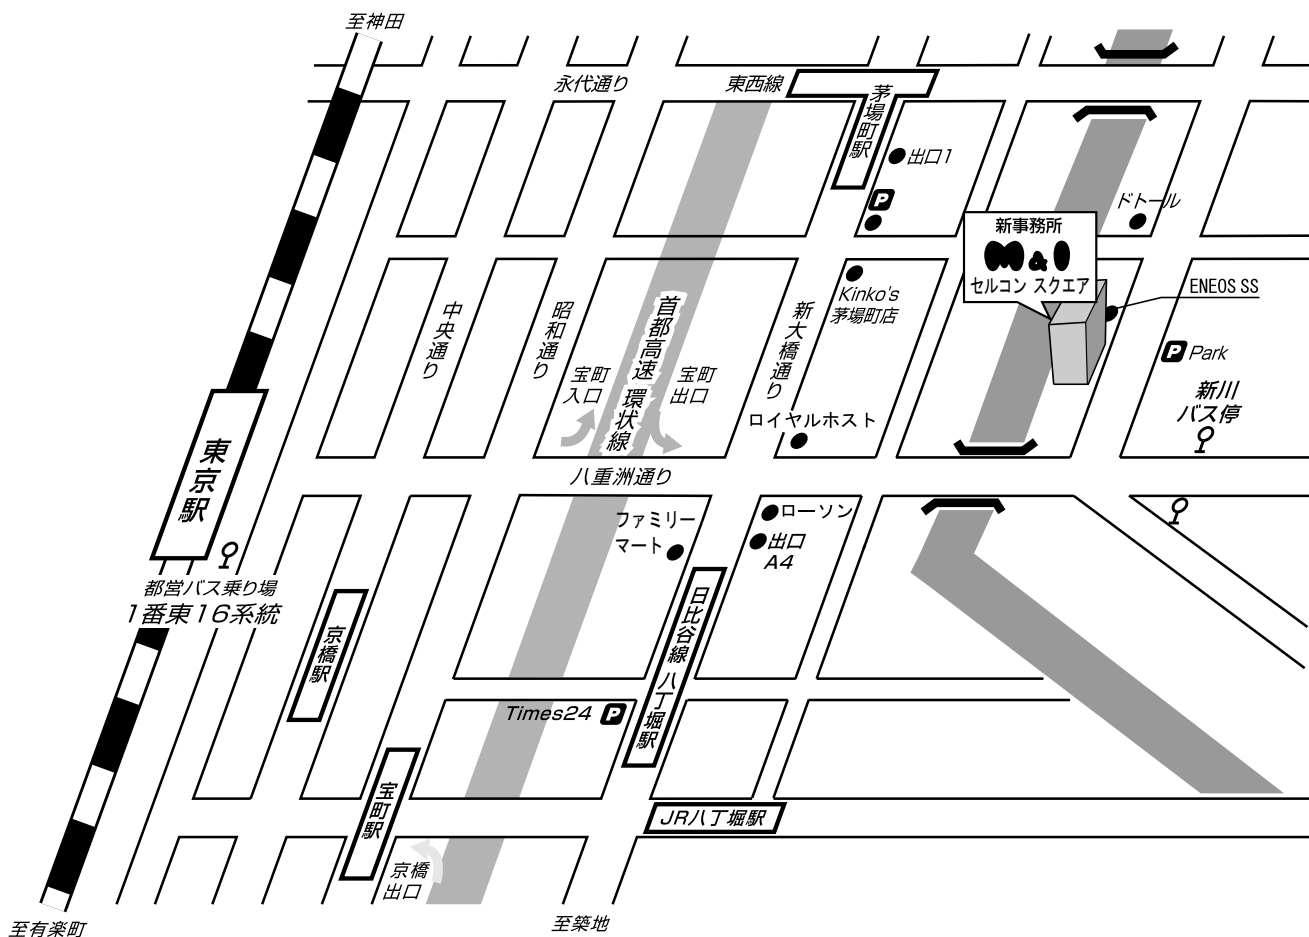 至神田
永代通り
東西線
茅場町駅
出口1
P
ドトール
新事務所
M&I
セルコン スクエア
ENEOS SS
Kinko's
茅場町店
中央通り
昭和通り
首都高速 環状線
新大橋通り
宝町
入口
宝町
出口
P Park
新川
バス停
ロイヤルホスト
東京駅
八重洲通り
ファミリー
マート
ローソン
出口
A4
都営バス乗り場
1番東16系統
京橋駅
日比谷線 八丁堀駅
Times24 P
宝町駅
JR八丁堀駅
京橋
出口
至有楽町
至築地